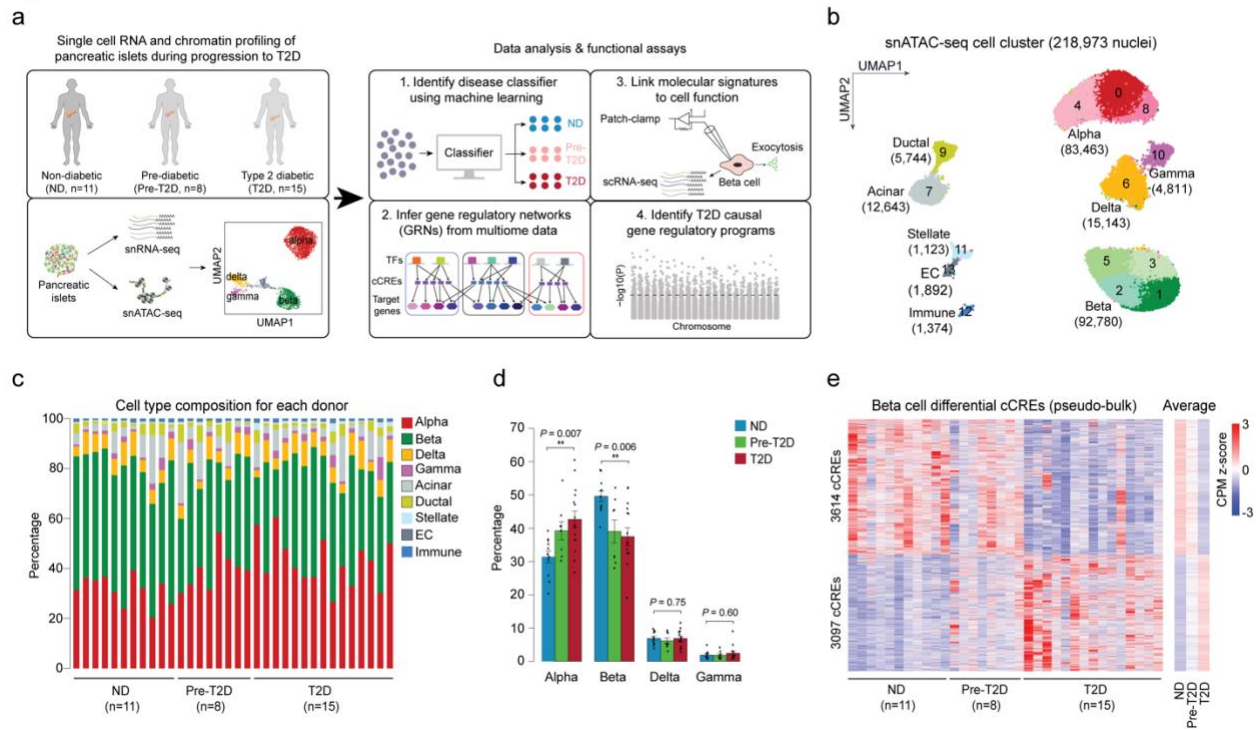 a
Single cell RNA and chromatin profiling of
pancreatic islets during progression to T2D
Non-diabetic
(ND, n=11)
Pre-diabetic
(Pre-T2D, n=8)
Type 2 diabetic
(T2D, n=15)
Pancreatic
islets
snRNA-seq
snATAC-seq
UMAP2
alpha
delta
gamma
beta
UMAP1
Data analysis & functional assays
1. Identify disease classifier
using machine learning
Classifier
ND
Pre-
T2D
T2D
2. Infer gene regulatory networks
(GRNs) from multiome data
TFs
cCREs
Target
genes
3. Link molecular signatures
to cell function
Patch-clamp
Exocytosis
scRNA-seq
Beta cell
4. Identify T2D causal
gene regulatory programs
−log10(P)
Chromosome
b
snATAC-seq cell cluster (218,973 nuclei)
UMAP1
UMAP2
4
0
8
Alpha
(83,463)
Ductal
(5,744)
9
10
Gamma
(4,811)
Acinar
(12,643)
7
6
Delta
(15,143)
Stellate
(1,123)
11
EC
(1,892)
13
Immune
(1,374)
12
5
3
2
1
Beta
(92,780)
c
Cell type composition for each donor
Percentage
100
80
60
40
20
0
ND
(n=11)
Pre-T2D
(n=8)
T2D
(n=15)
Alpha
Beta
Delta
Gamma
Acinar
Ductal
Stellate
EC
Immune
d
Percentage
70
60
50
40
30
20
10
0
P = 0.007
**
P = 0.006
**
P = 0.75
P = 0.60
ND
Pre-T2D
T2D
Alpha
Beta
Delta
Gamma
e
Beta cell differential cCREs (pseudo-bulk)
Average
3614 cCREs
3097 cCREs
ND
(n=11)
Pre-T2D
(n=8)
T2D
(n=15)
ND
Pre-T2D
T2D
3
-3
CPM z-score